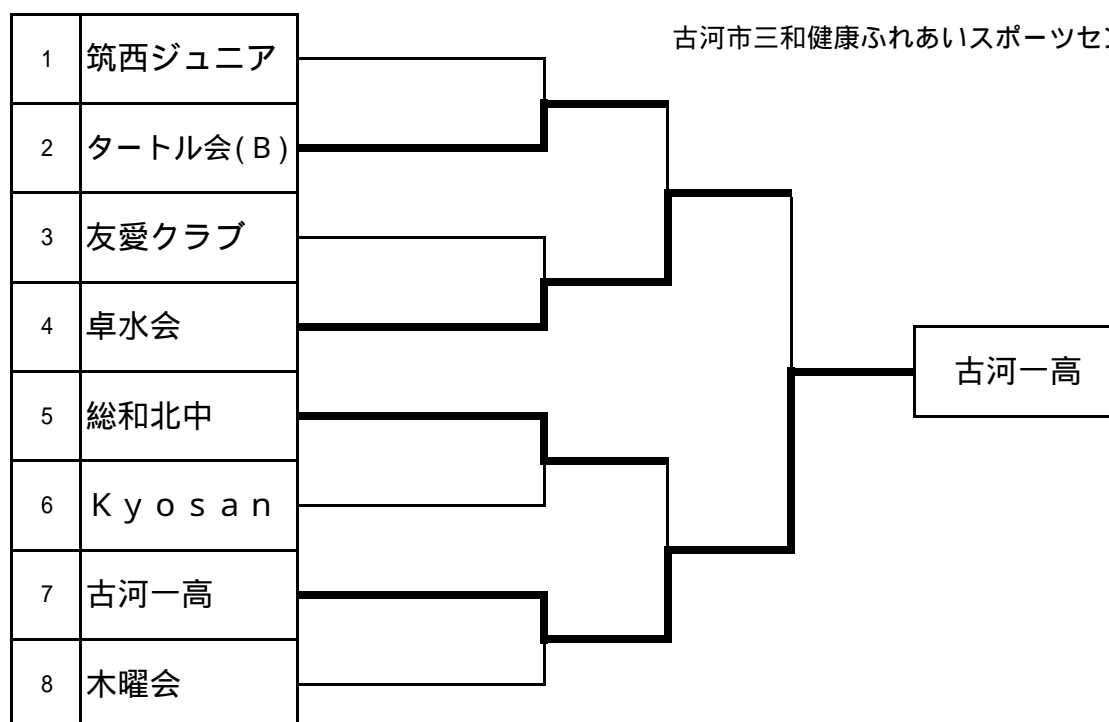 古河市三和健康ふれあいスポーツセン
1 筑西ジュニア
2 タートル会(B)
3 友愛クラブ
4 卓水会
5 総和北中
6 Kyosan
7 古河一高
8 木曜会
古河一高